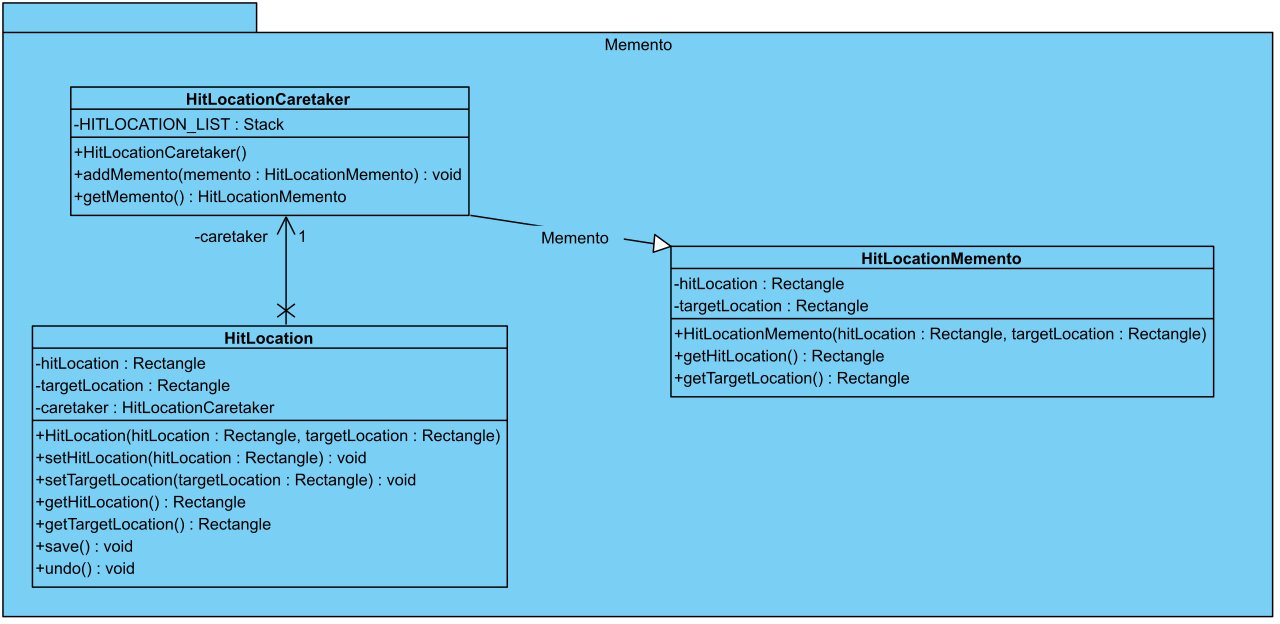 Memento
HitLocationCaretaker
-HITLOCATION_LIST : Stack
+HitLocationCaretaker()
+addMemento(memento : HitLocationMemento) : void
+getMemento() : HitLocationMemento
-caretaker
1
Memento
HitLocationMemento
-hitLocation : Rectangle
-targetLocation : Rectangle
+HitLocationMemento(hitLocation : Rectangle, targetLocation : Rectangle)
+getHitLocation() : Rectangle
+getTargetLocation() : Rectangle
HitLocation
-hitLocation : Rectangle
-targetLocation : Rectangle
-caretaker : HitLocationCaretaker
+HitLocation(hitLocation : Rectangle, targetLocation : Rectangle)
+setHitLocation(hitLocation : Rectangle) : void
+setTargetLocation(targetLocation : Rectangle) : void
+getHitLocation() : Rectangle
+getTargetLocation() : Rectangle
+save() : void
+undo() : void